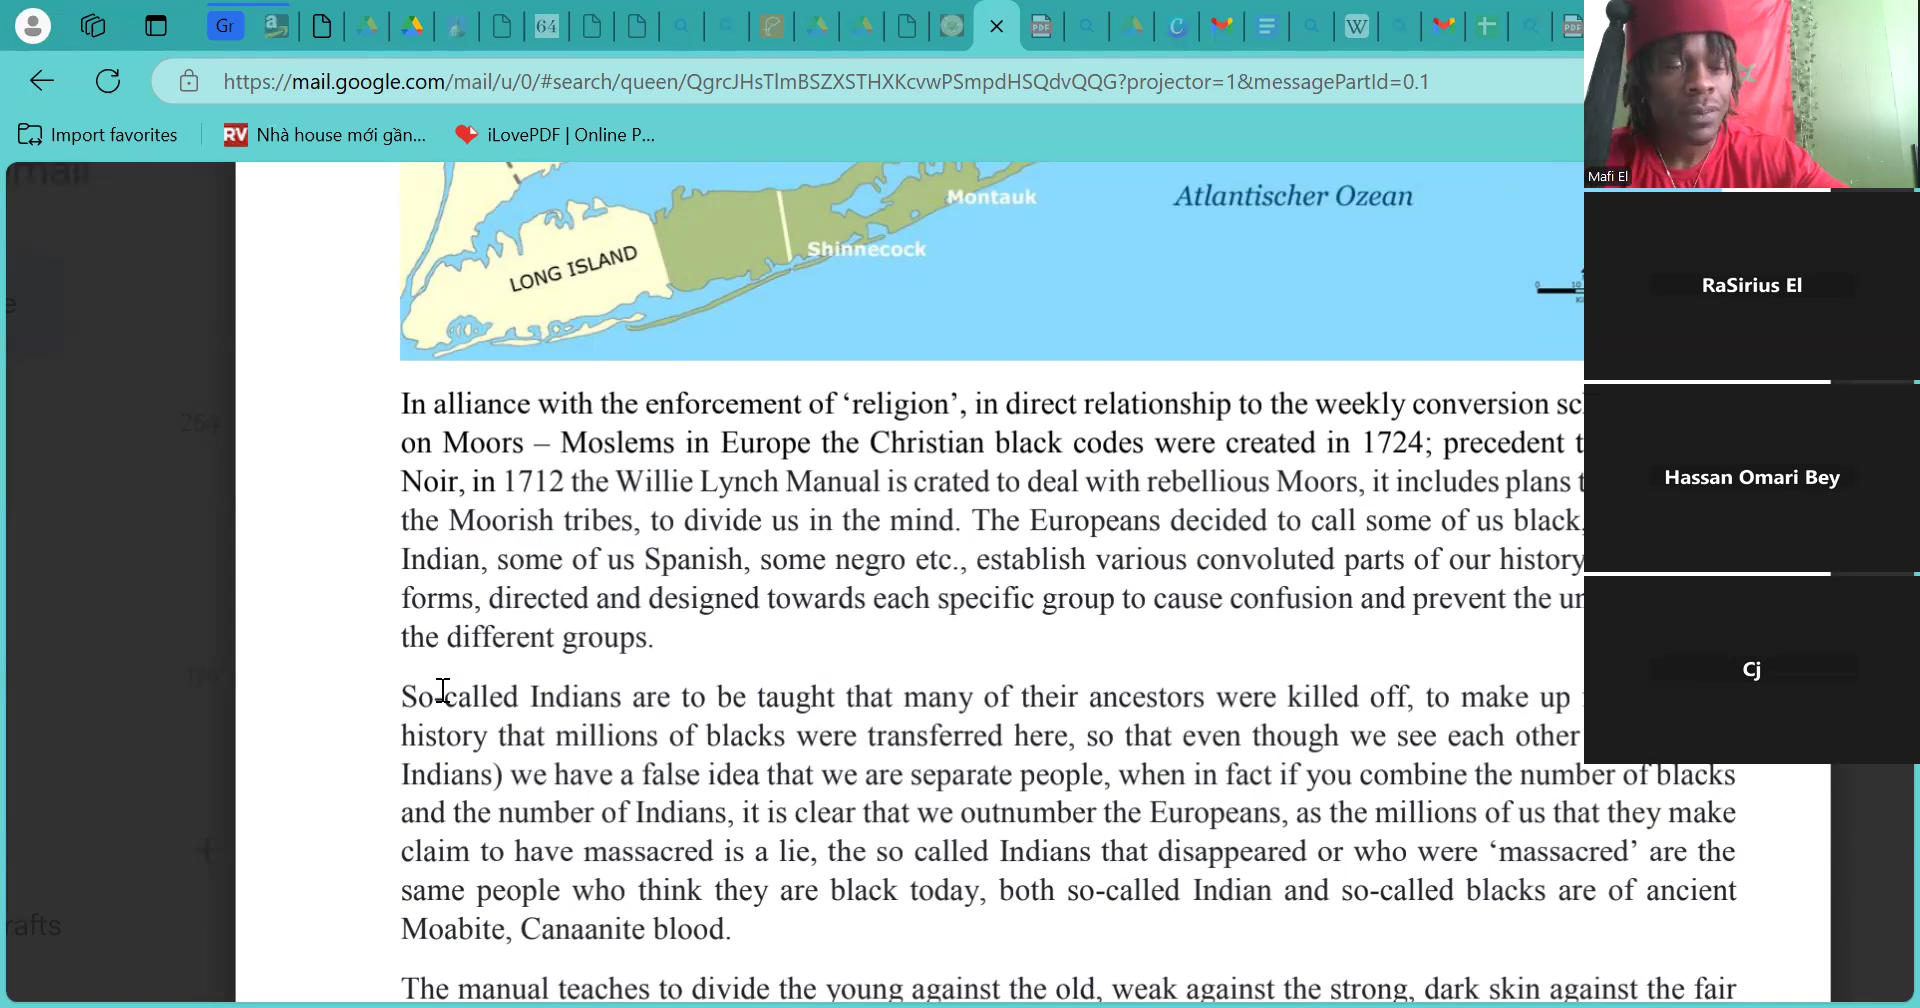 Gr
64
https://mail.google.com/mail/u/0/#search/queen/QgrcJHsTlmBSZXSTHXKcvwPSmpdHSQdvQQG?projector=1&messagePartId=0.1
Import favorites
RV Nhà house mới gần...
iLovePDF | Online P...
Mafi El
RaSirius El
Hassan Omari Bey
Cj
Montauk
Atlantischer Ozean
Shinnecock
LONG ISLAND
In alliance with the enforcement of ‘religion’, in direct relationship to the weekly conversion
on Moors – Moslems in Europe the Christian black codes were created in 1724; precedent
Noir, in 1712 the Willie Lynch Manual is crated to deal with rebellious Moors, it includes plans
the Moorish tribes, to divide us in the mind. The Europeans decided to call some of us black,
Indian, some of us Spanish, some negro etc., establish various convoluted parts of our history
forms, directed and designed towards each specific group to cause confusion and prevent the
the different groups.
So-called Indians are to be taught that many of their ancestors were killed off, to make up
history that millions of blacks were transferred here, so that even though we see each other
Indians) we have a false idea that we are separate people, when in fact if you combine the number of blacks
and the number of Indians, it is clear that we outnumber the Europeans, as the millions of us that they make
claim to have massacred is a lie, the so called Indians that disappeared or who were ‘massacred’ are the
same people who think they are black today, both so-called Indian and so-called blacks are of ancient
Moabite, Canaanite blood.
The manual teaches to divide the young against the old, weak against the strong, dark skin against the fair